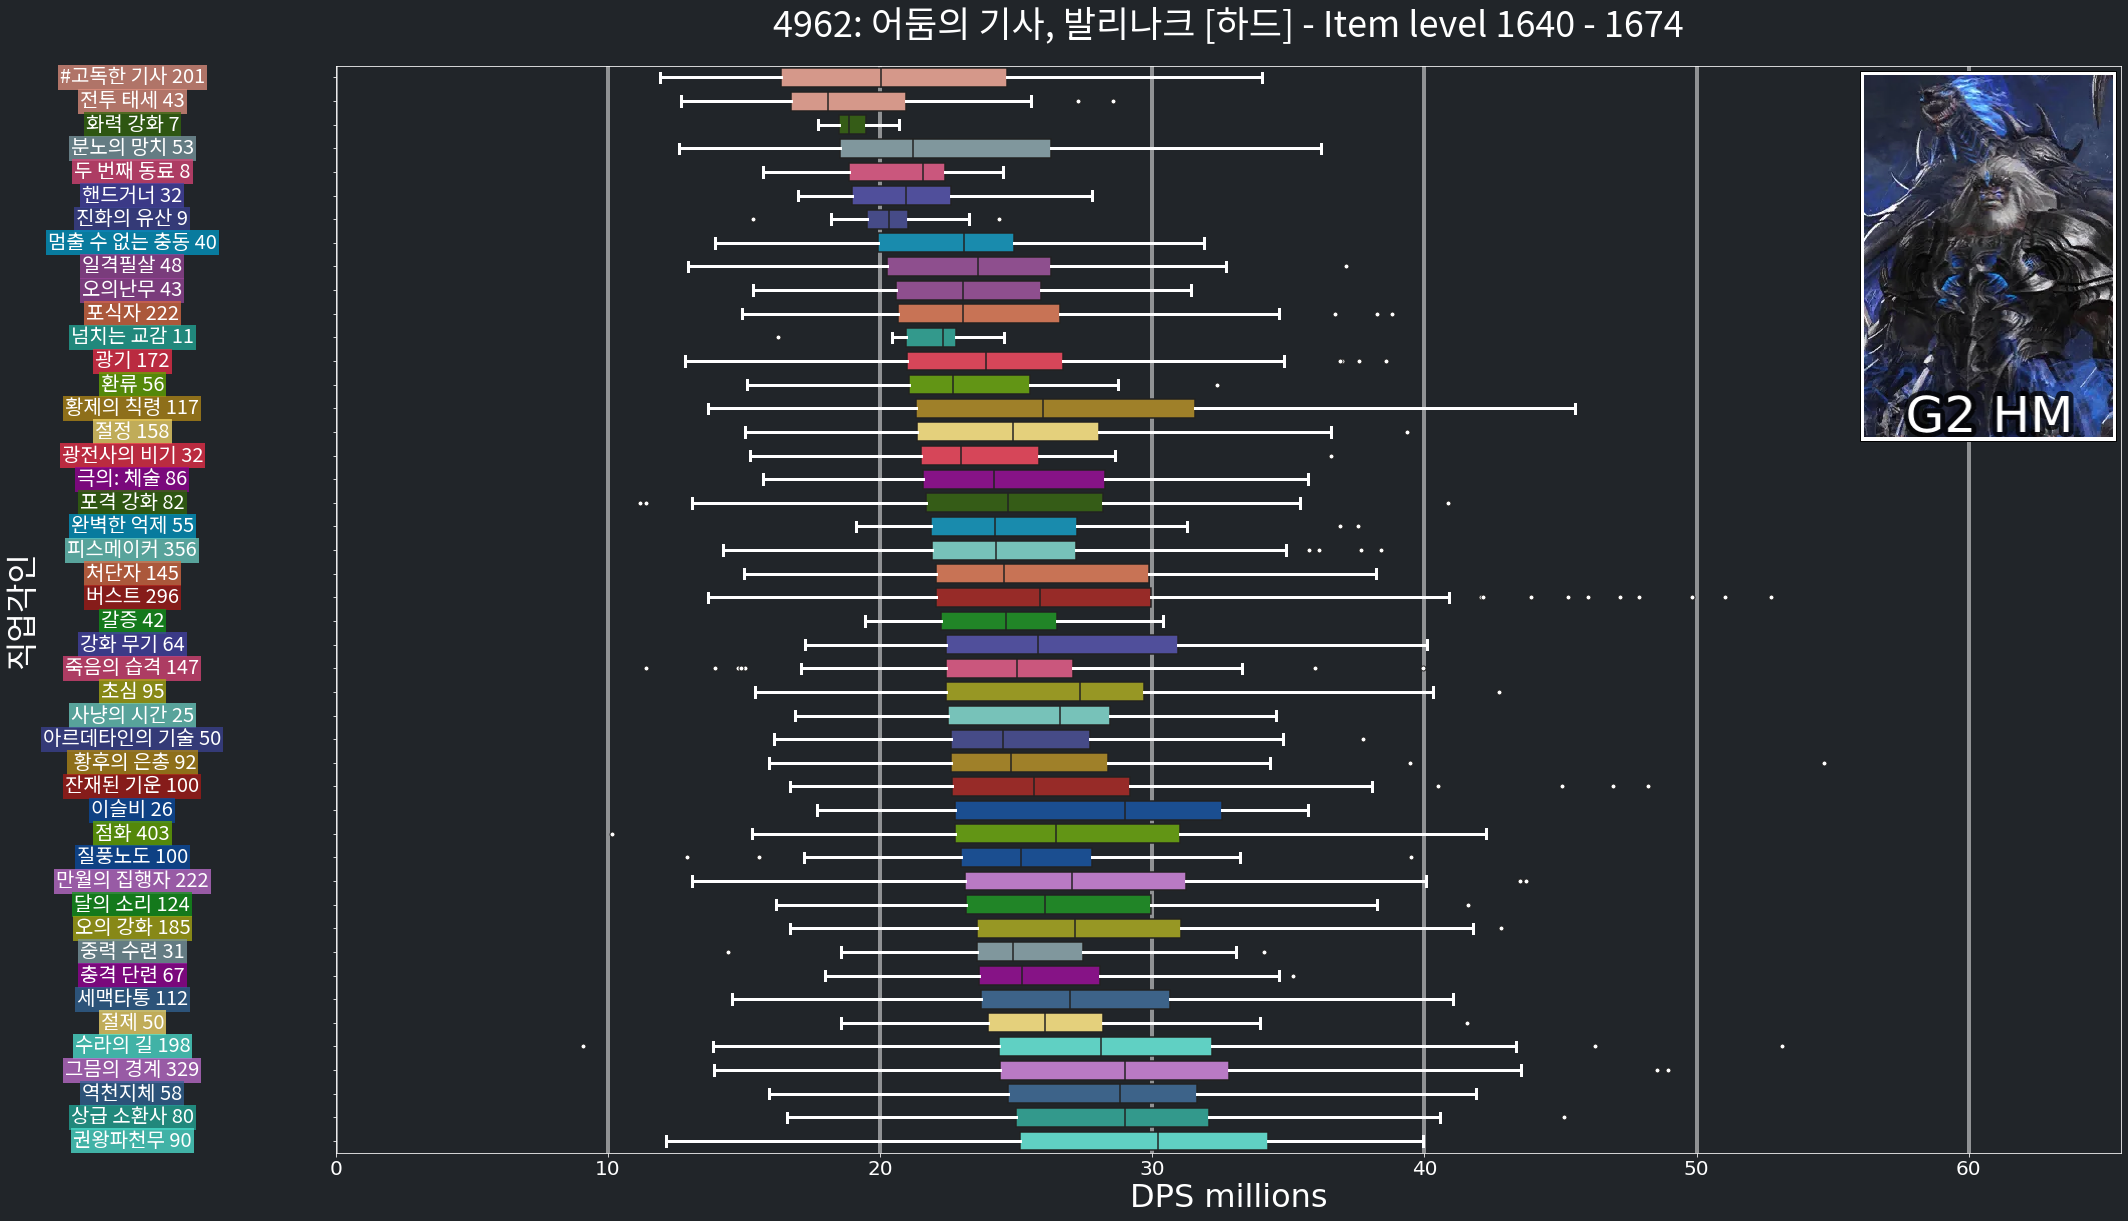 4962: 어둠의 기사, 발리나크 [하드] - Item level 1640 - 1674
#고독한 기사 201
전투 태세 43
화력 강화 7
분노의 망치 53
두 번째 동료 8
핸드거너 32
진화의 유산 9
멈출 수 없는 충동 40
일격필살 48
오의난무 43
포식자 222
넘치는 교감 11
광기 172
환류 56
황제의 칙령 117
절정 158
광전사의 비기 32
극의: 체술 86
포격 강화 82
완벽한 억제 55
피스메이커 356
처단자 145
버스트 296
갈증 42
강화 무기 64
죽음의 습격 147
초심 95
사냥의 시간 25
아르데타인의 기술 50
황후의 은총 92
잔재된 기운 100
이슬비 26
점화 403
질풍노도 100
만월의 집행자 222
달의 소리 124
오의 강화 185
중력 수련 31
충격 단련 67
세맥타통 112
절제 50
수라의 길 198
그믐의 경계 329
역천지체 58
상급 소환사 80
권왕파천무 90
직업각인
G2 HM
0 10 20 30 40 50 60
DPS millions